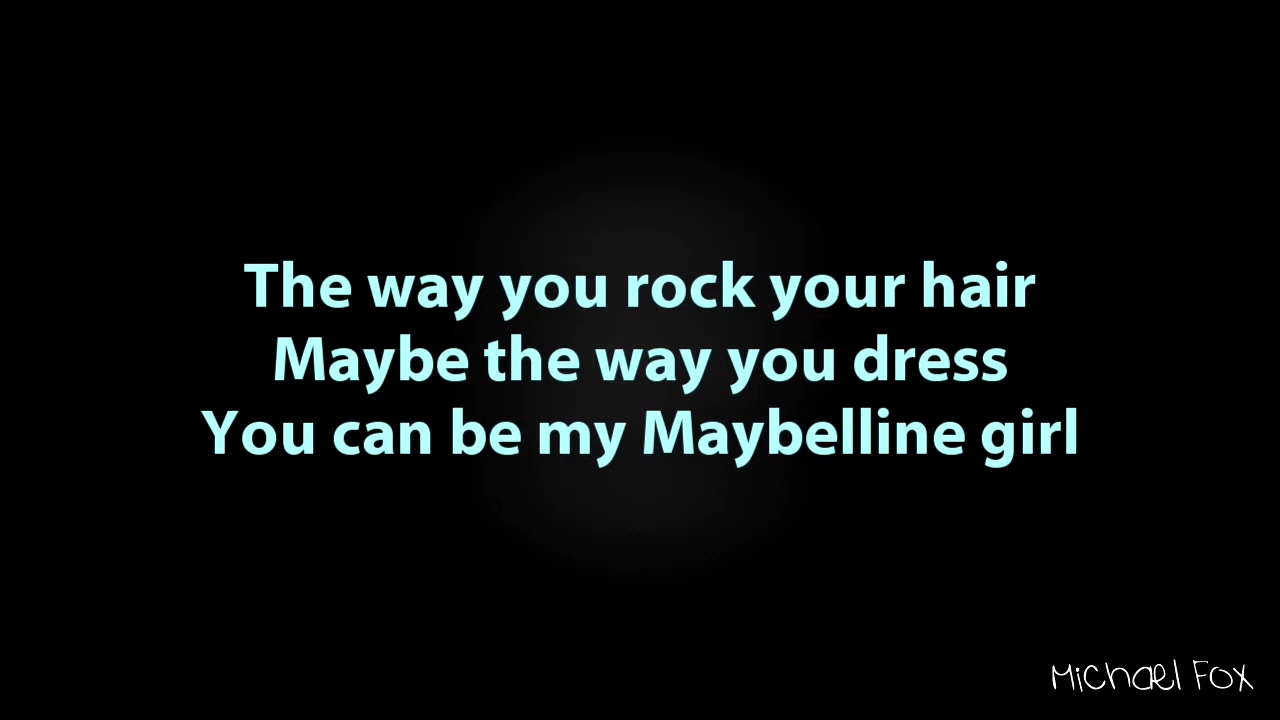 The way you rock your hair
Maybe the way you dress
You can be my Maybelline girl
Michael Fox